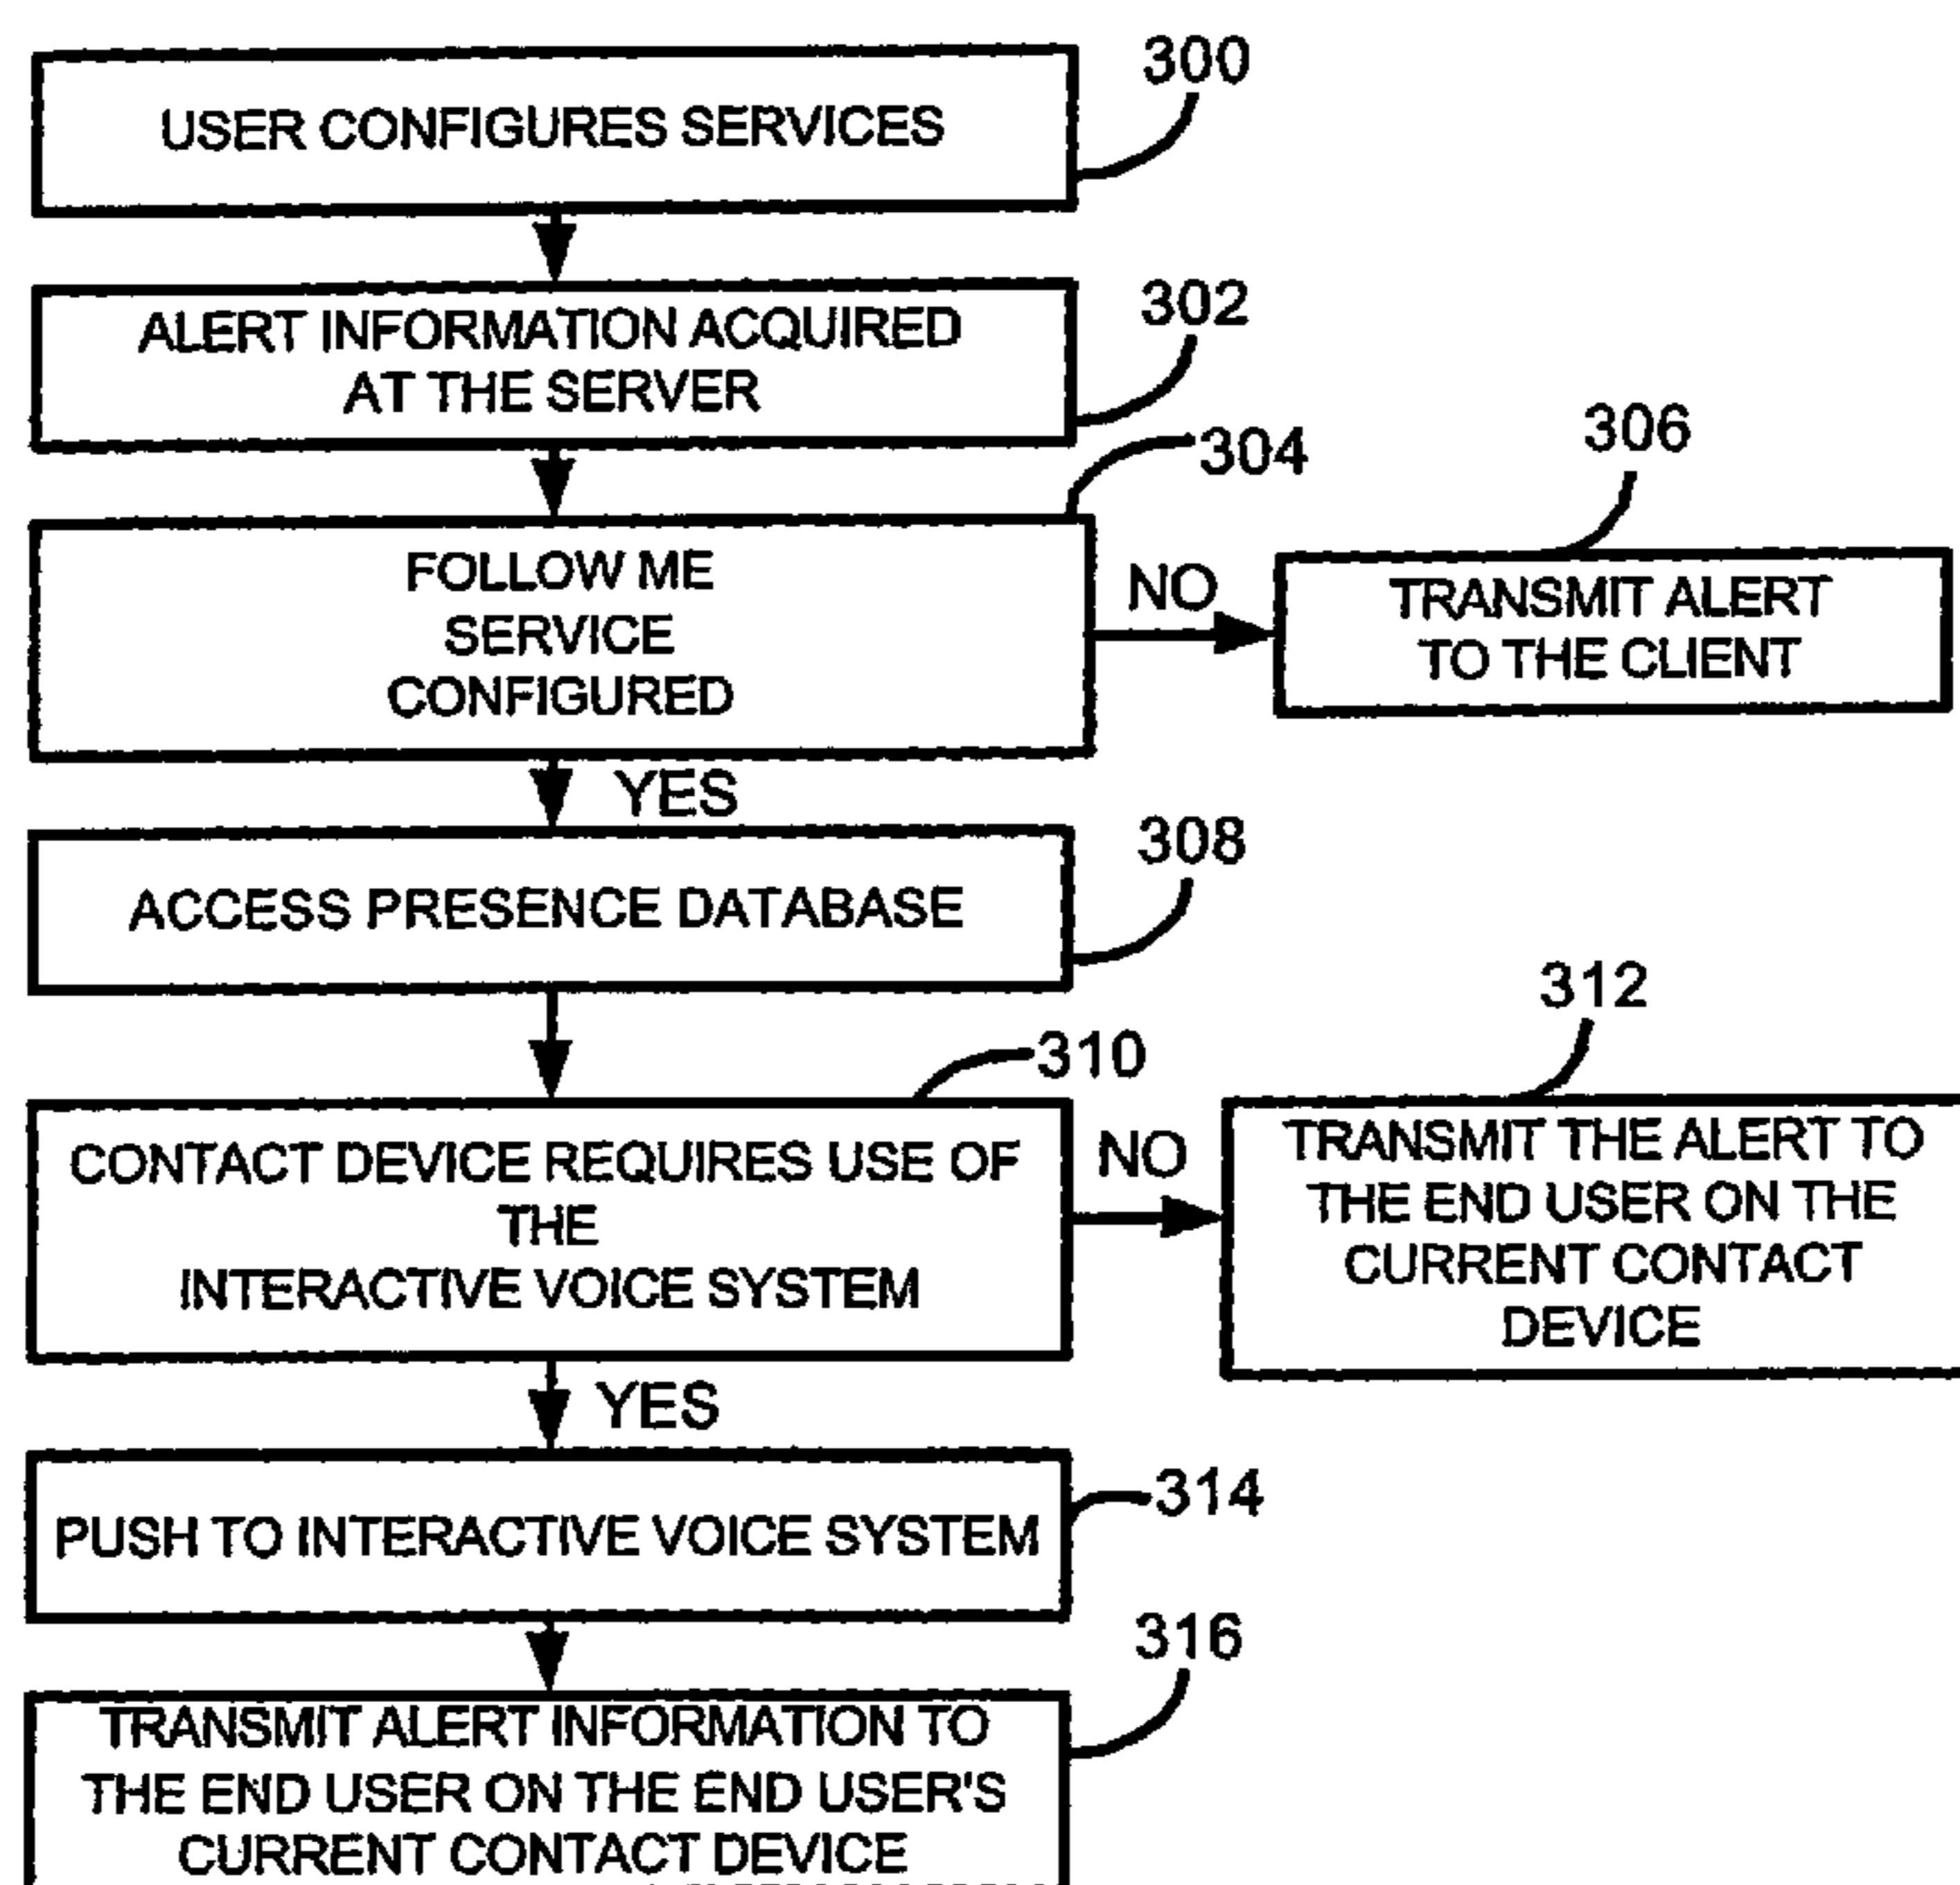 300
USER CONFIGURES SERVICES
302
ALERT INFORMATION ACQUIRED
AT THE SERVER
304
306
FOLLOW ME
SERVICE
CONFIGURED
NO
TRANSMIT ALERT
TO THE CLIENT
YES
308
ACCESS PRESENCE DATABASE
310
312
CONTACT DEVICE REQUIRES USE OF
THE
INTERACTIVE VOICE SYSTEM
NO
TRANSMIT THE ALERT TO
THE END USER ON THE
CURRENT CONTACT
DEVICE
YES
314
PUSH TO INTERACTIVE VOICE SYSTEM
316
TRANSMIT ALERT INFORMATION TO
THE END USER ON THE END USER'S
CURRENT CONTACT DEVICE